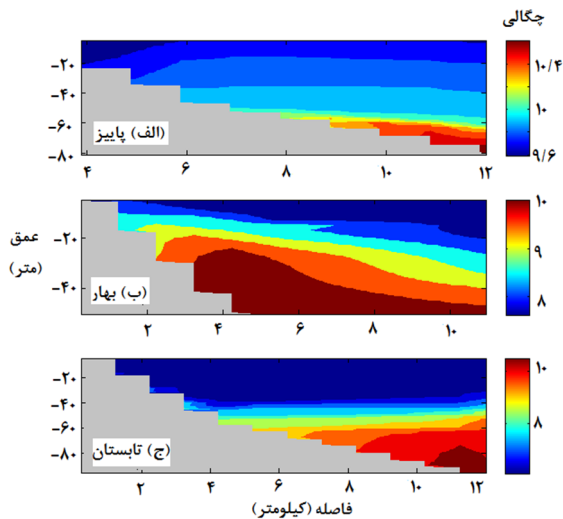 چگالی
-۲۰
-۴۰
-۶۰
-۸۰
(الف) پاییز
۴ ۶ ۸ ۱۰ ۱۲
۱۰/۴
۱۰
۹/۶
عمق
(متر)
-۲۰
-۴۰
(ب) بهار
۲ ۴ ۶ ۸ ۱۰
۱۰
۹
۸
-۲۰
-۴۰
-۶۰
-۸۰
(ج) تابستان
۲ ۴ ۶ ۸ ۱۰ ۱۲
۱۰
۸
فاصله (کیلومتر)